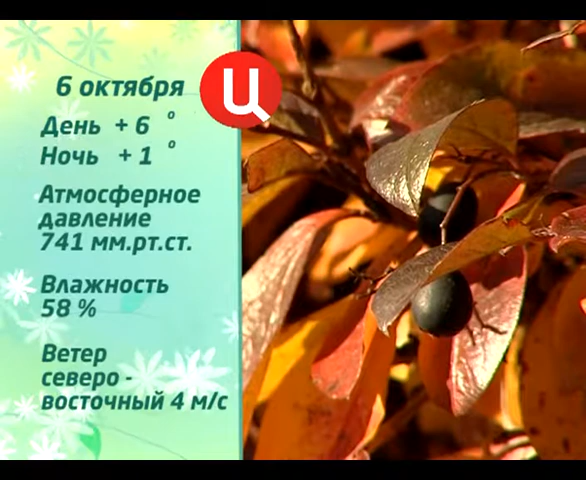 6 октября
Ц
День + 6 °
Ночь + 1 °
Атмосферное
давление
741 мм.рт.ст.
Влажность
58 %
Ветер
северо -
восточный 4 м/с